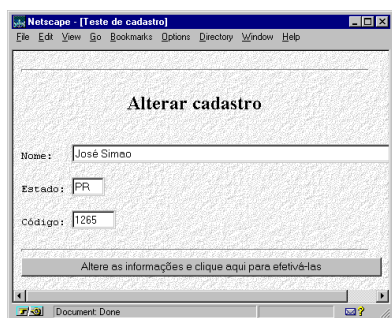 Netscape - [Teste de cadastro]
File Edit View Go Bookmarks Options Directory Window Help
Alterar cadastro
Nome: José Simao
Estado: PR
Código: 1265
Altere as informações e clique aqui para efetivá-las
Document: Done